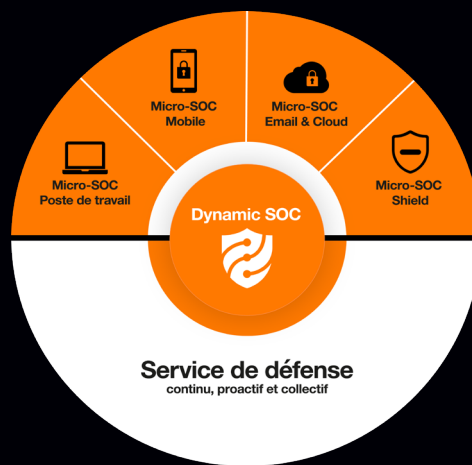 Micro-SOC
Mobile
Micro-SOC
Email & Cloud
Micro-SOC
Poste de travail
Micro-SOC
Shield
Dynamic SOC
Service de défense
continu, proactif et collectif